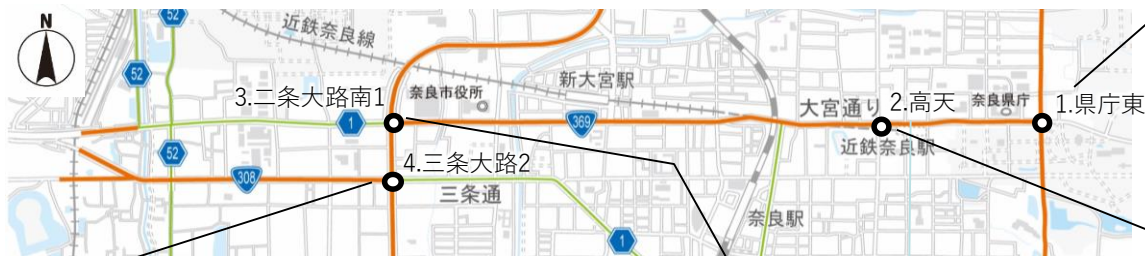 N
52
近鉄奈良線
52
新大宮駅
3.二条大路南1
奈良市役所
大宮通り
2.高天
奈良県庁
1.県庁東
1
369
近鉄奈良駅
52
4.三条大路2
308
三条通
奈良駅
1